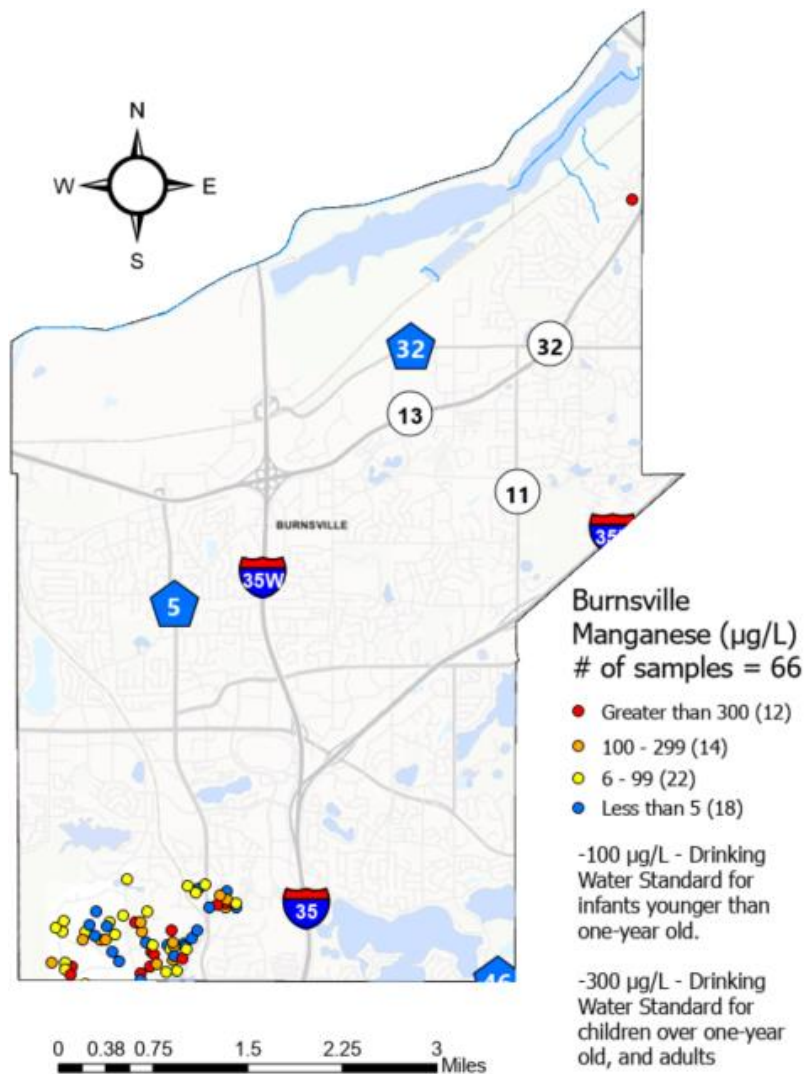 N
W E
S
32
32
13
11
BURNSVILLE
35W
5
Burnsville
Manganese (µg/L)
# of samples = 66
Greater than 300 (12)
100 - 299 (14)
6 - 99 (22)
Less than 5 (18)
-100 µg/L - Drinking
Water Standard for
infants younger than
one-year old.
35
-300 µg/L - Drinking
Water Standard for
children over one-year
old, and adults
0 0.38 0.75 1.5 2.25 3
Miles